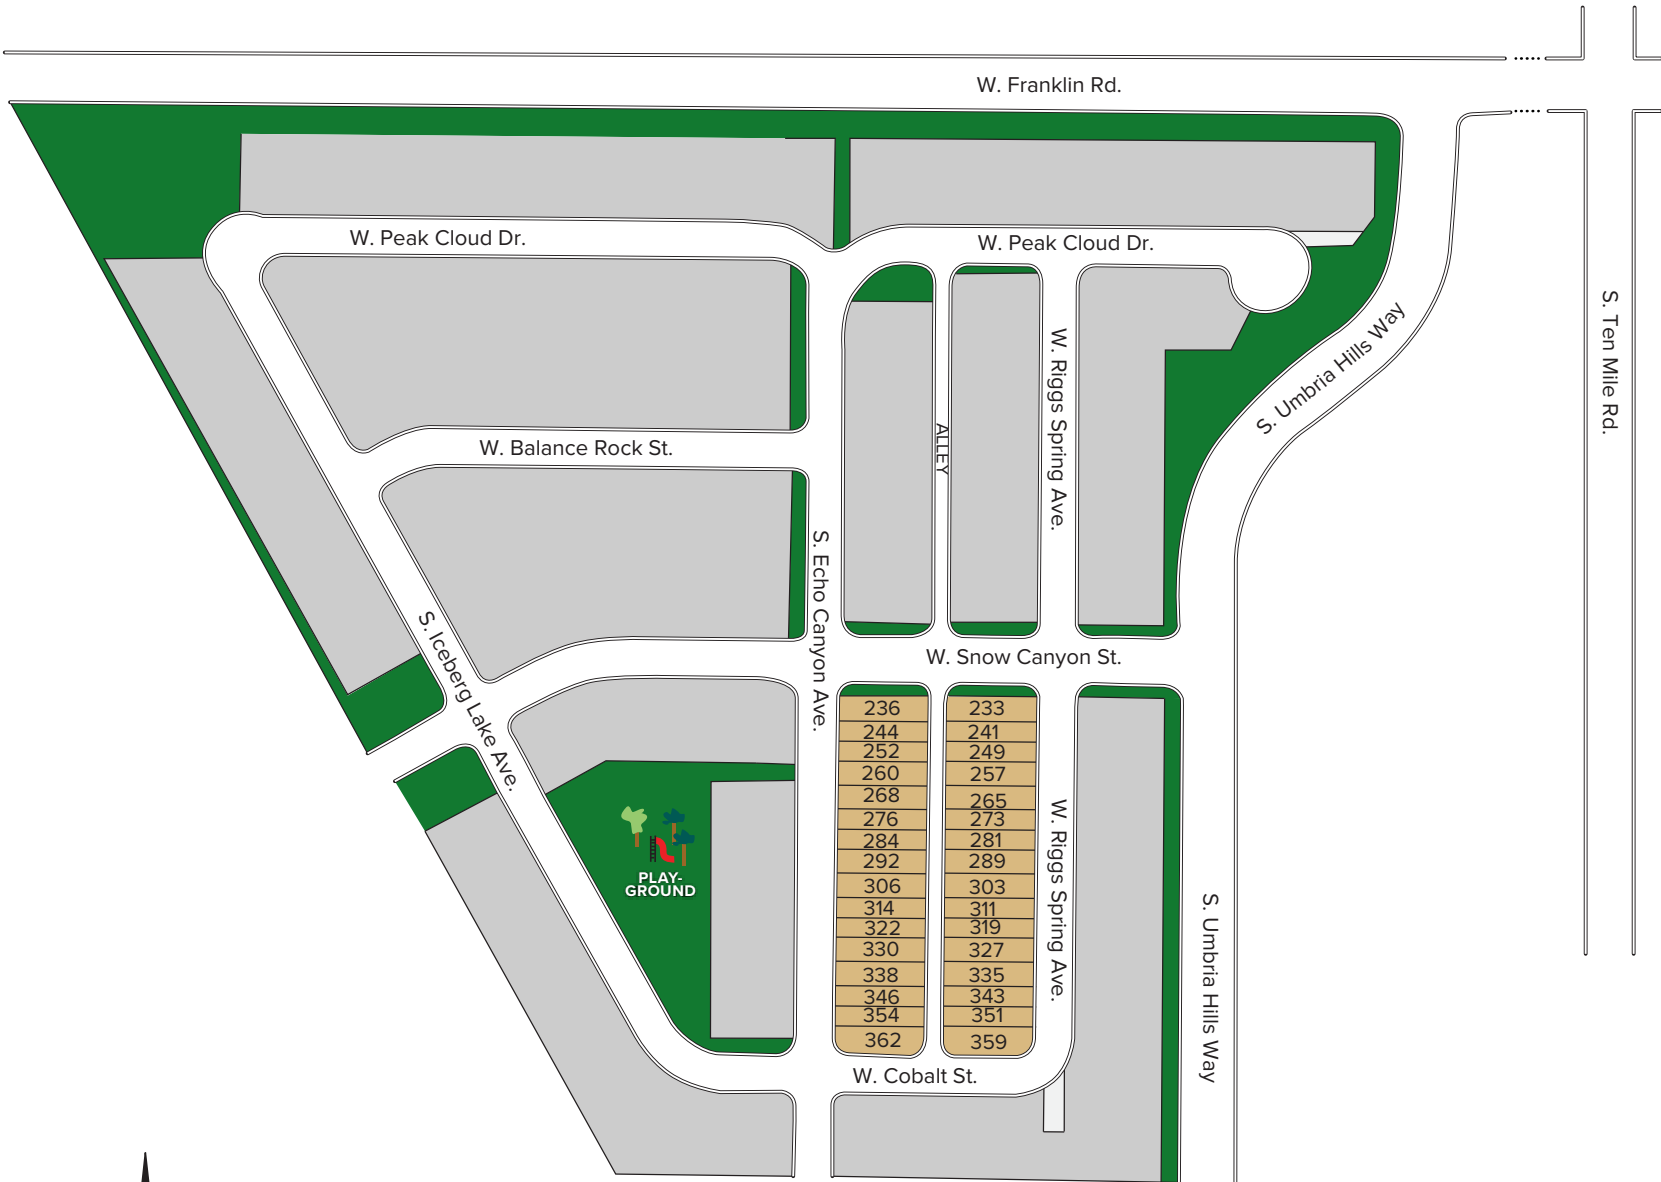 W. Franklin Rd.
W. Peak Cloud Dr.
W. Peak Cloud Dr.
S. Ten Mile Rd.
S. Umbria Hills Way
W. Riggs Spring Ave.
ALLEY
W. Balance Rock St.
S. Echo Canyon Ave.
S. Iceberg Lake Ave.
W. Snow Canyon St.
236
244
252
260
268
276
284
292
306
314
322
330
338
346
354
362
233
241
249
257
265
273
281
289
303
311
319
327
335
343
351
359
W. Riggs Spring Ave.
PLAY-
GROUND
S. Umbria Hills Way
W. Cobalt St.